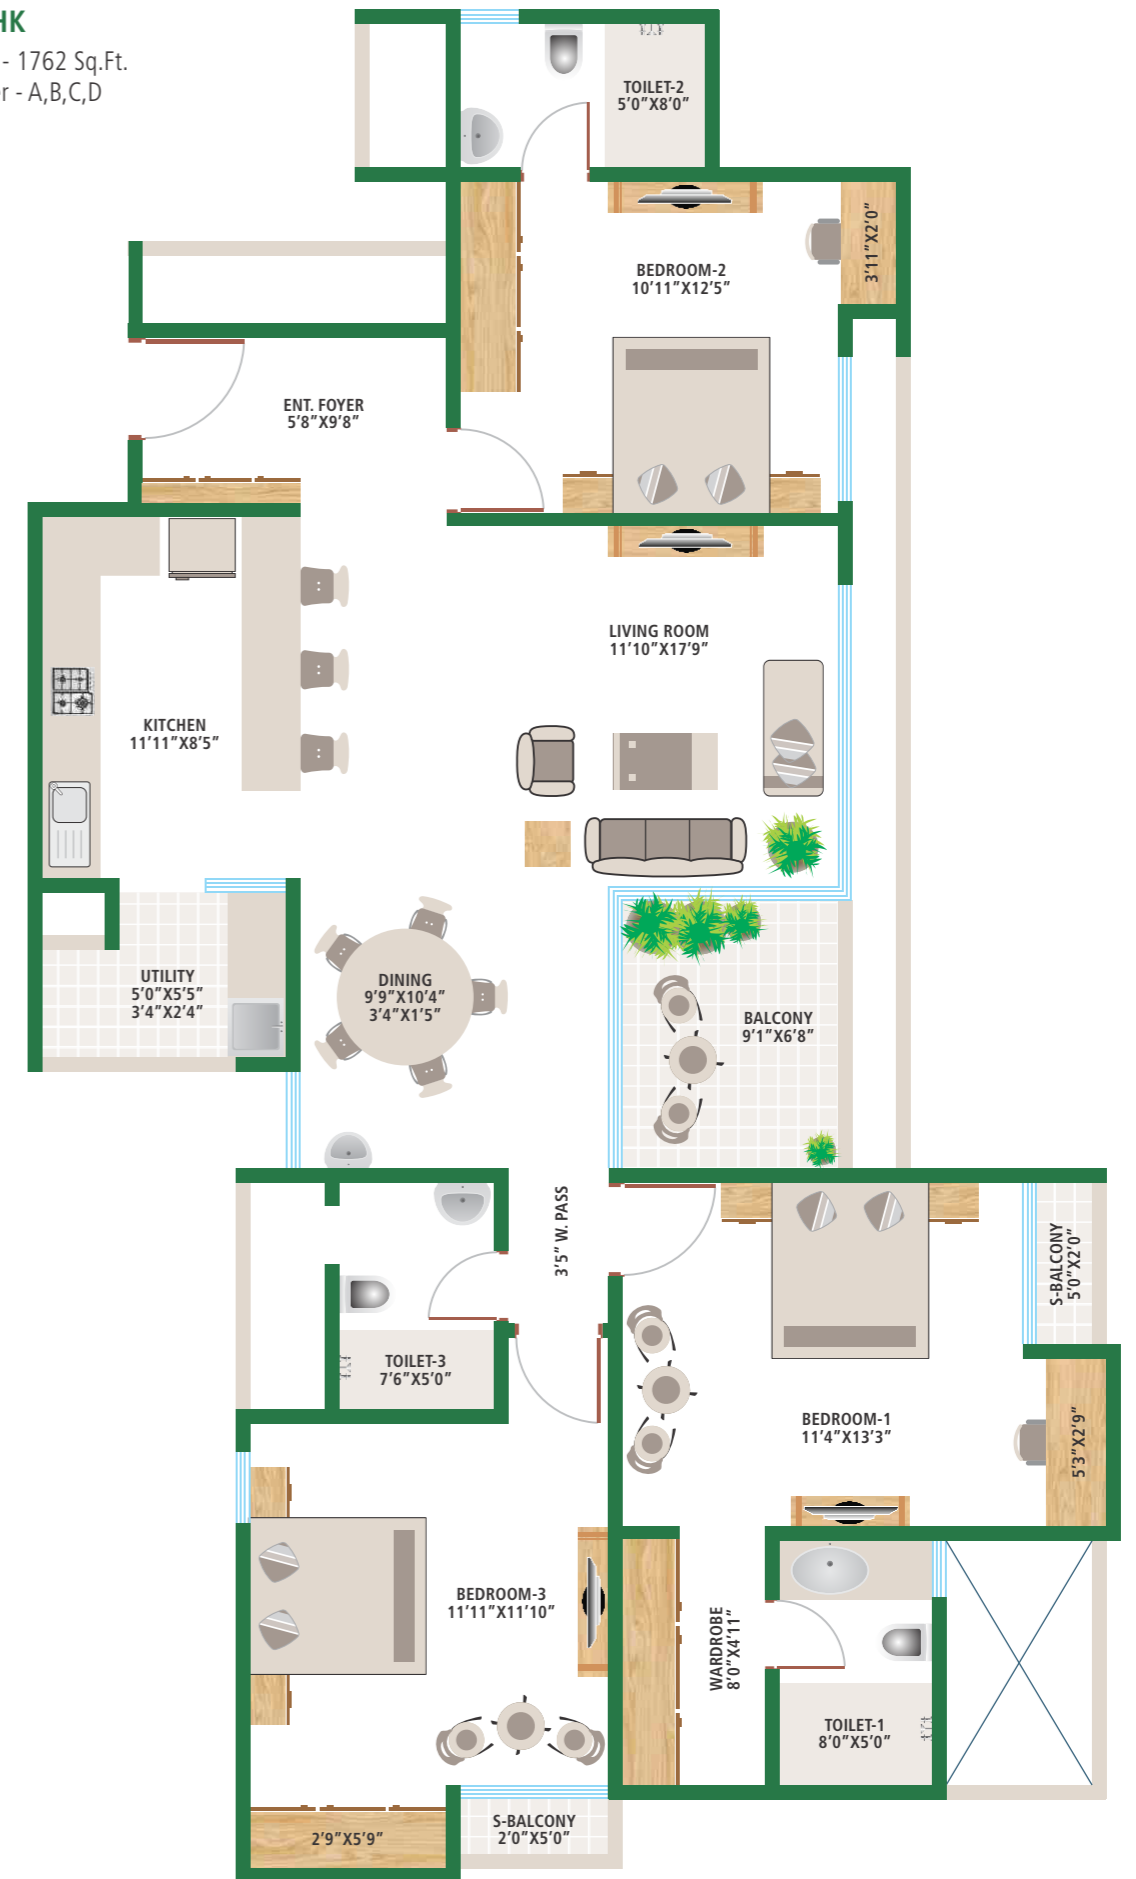 HK
- 1762 Sq.Ft.
er - A,B,C,D
TOILET-2
5'0"X8'0"
BEDROOM-2
10'11"X12'5"
3'11"X2'0"
ENT. FOYER
5'8"X9'8"
LIVING ROOM
11'10"X17'9"
KITCHEN
11'11"X8'5"
UTILITY
5'0"X5'5"
3'4"X2'4"
DINING
9'9"X10'4"
3'4"X1'5"
BALCONY
9'1"X6'8"
3'5" W. PASS
S-BALCONY
5'0"X2'0"
TOILET-3
7'6"X5'0"
BEDROOM-1
11'4"X13'3"
5'3"X2'9"
BEDROOM-3
11'11"X11'10"
WARDROBE
8'0"X4'11"
TOILET-1
8'0"X5'0"
S-BALCONY
2'0"X5'0"
2'9"X5'9"